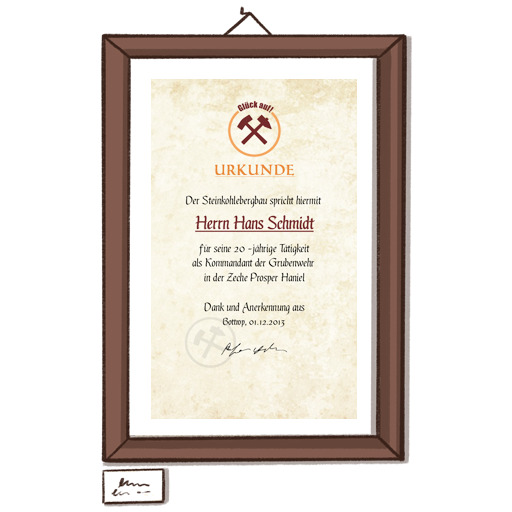 Glück auf!
URKUNDE
Der Steinkohlebergbau spricht hiermit
Herrn Hans Schmidt
für seine 20 -jährige Tätigkeit
als Kommandant der Grubenwehr
in der Zeche Prosper Haniel
Dank und Anerkennung aus
Bottrop, 01.12.2013